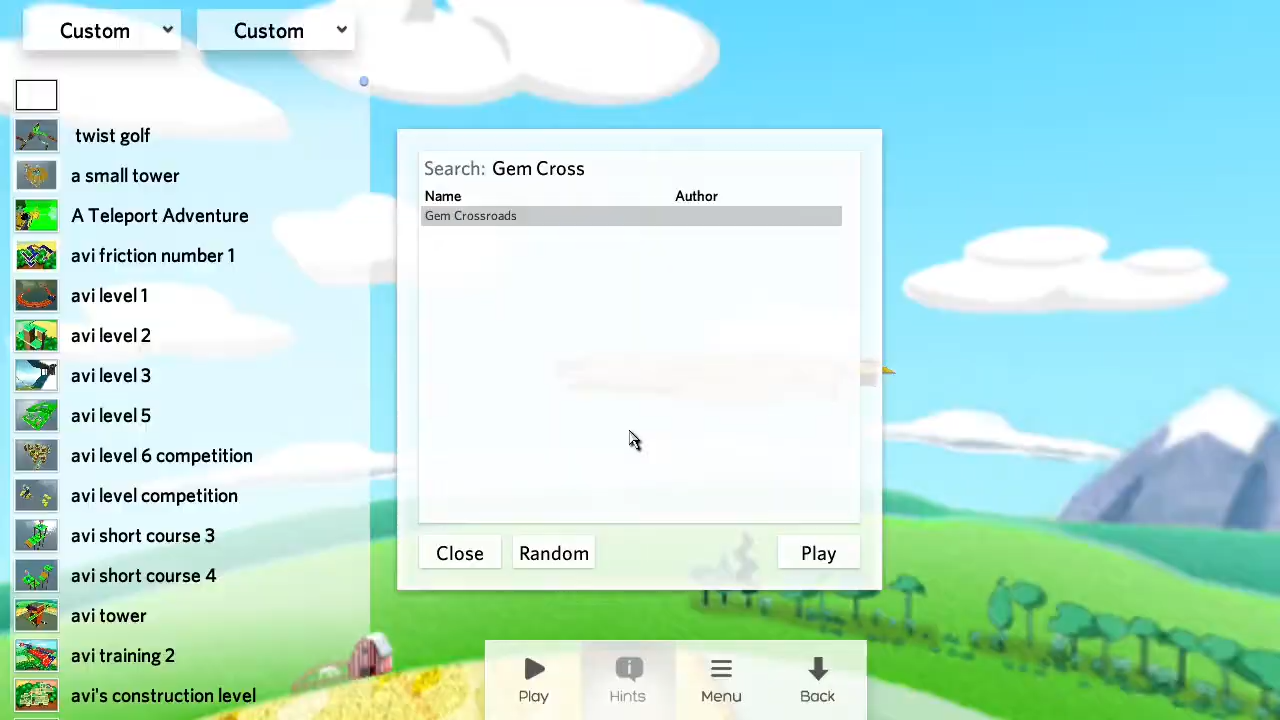 Custom
Custom
twist golf
a small tower
A Teleport Adventure
avi friction number 1
avi level 1
avi level 2
avi level 3
avi level 5
avi level 6 competition
avi level competition
avi short course 3
avi short course 4
avi tower
avi training 2
avi's construction level
Search: Gem Cross
Name Author
Gem Crossroads
Close Random Play
Play Hints Menu Back